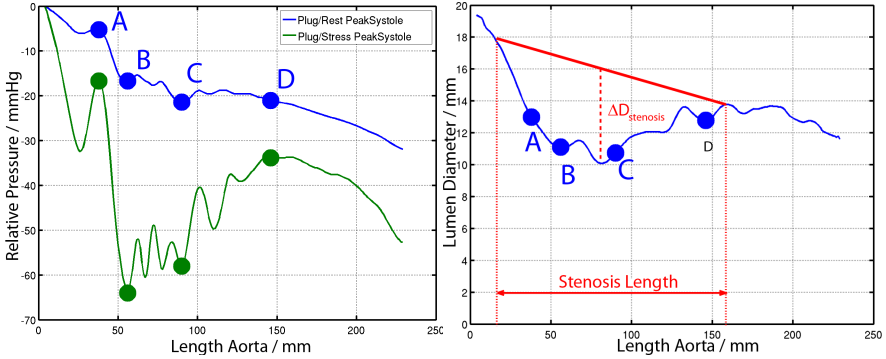 Plug/Rest PeakSystole
Plug/Stress PeakSystole
A
B
C
D
0
-10
-20
-30
-40
-50
-60
-70
0
50
100
150
200
250
Relative Pressure / mmHg
Length Aorta / mm
20
18
16
14
12
10
8
6
4
2
0
0
50
100
150
200
250
Lumen Diameter / mm
Length Aorta / mm
A
B
C
D
ΔDstenosis
Stenosis Length